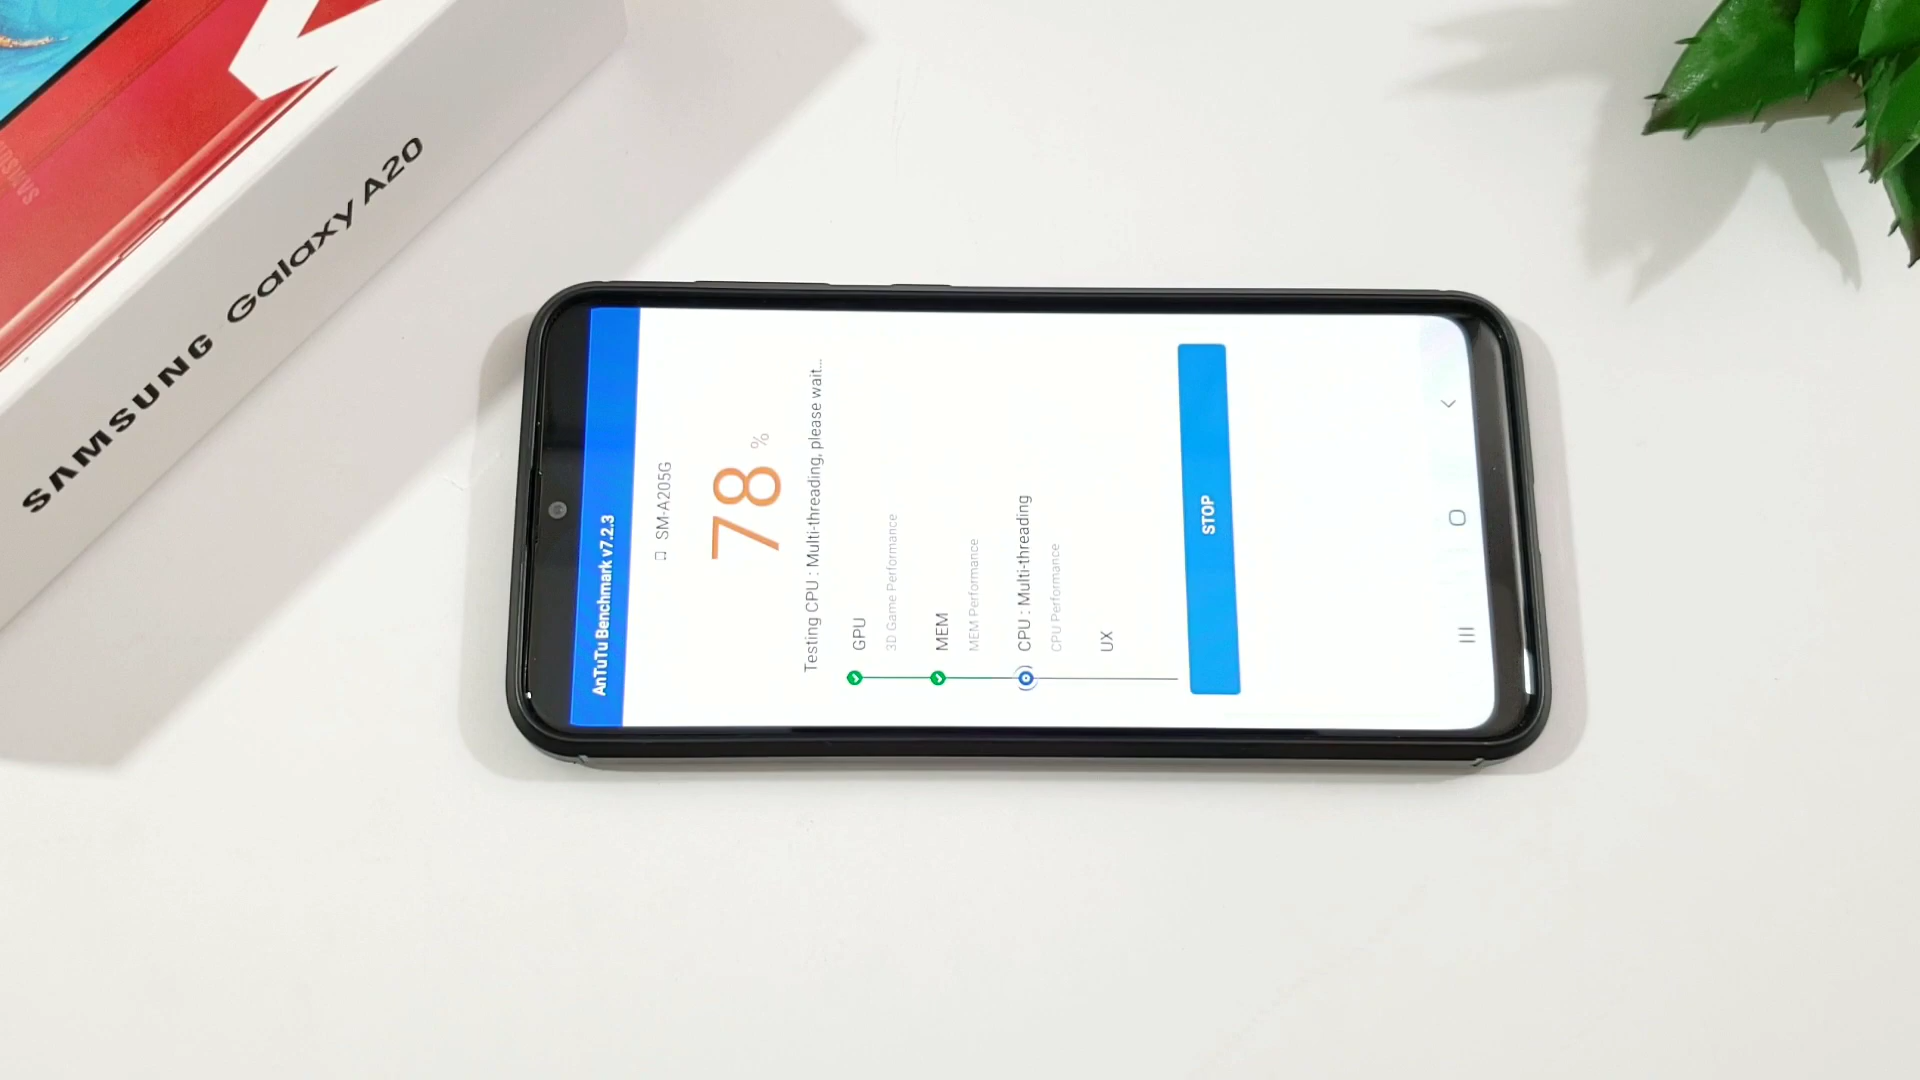 SAMSUNG Galaxy A20
SAMSUNG
AnTuTu Benchmark v7.2.3
SM-A205G
78 %
Testing CPU : Multi-threading, please wait...
GPU
3D Game Performance
MEM
MEM Performance
CPU : Multi-threading
CPU Performance
UX
STOP